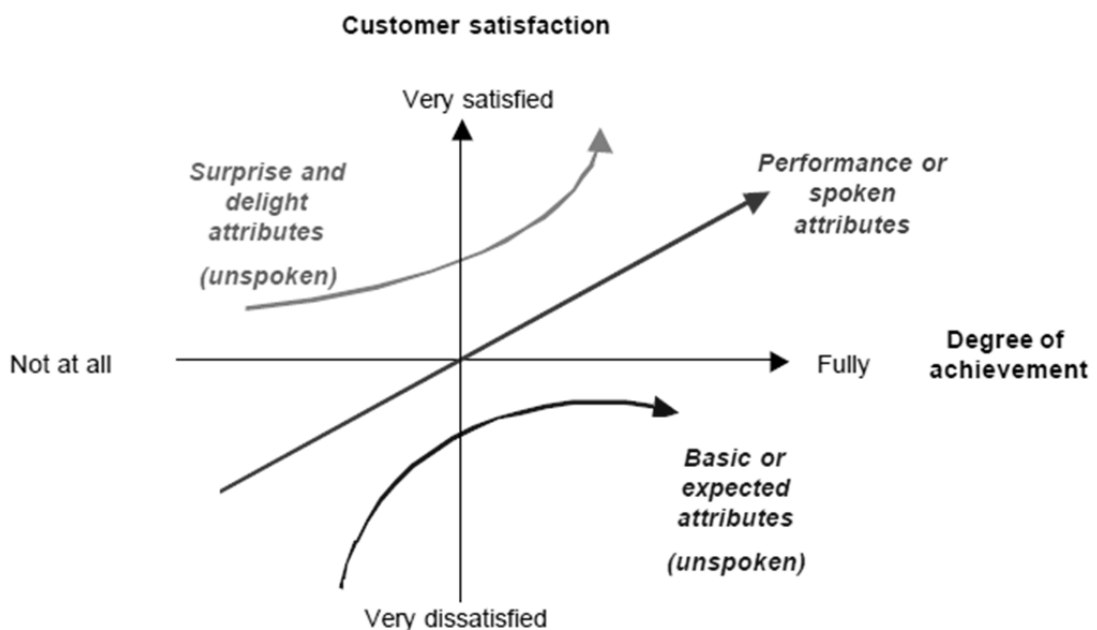 Customer satisfaction
Very satisfied
Surprise and
delight
attributes
(unspoken)
Performance or
spoken
attributes
Not at all
Fully
Degree of
achievement
Basic or
expected
attributes
(unspoken)
Very dissatisfied